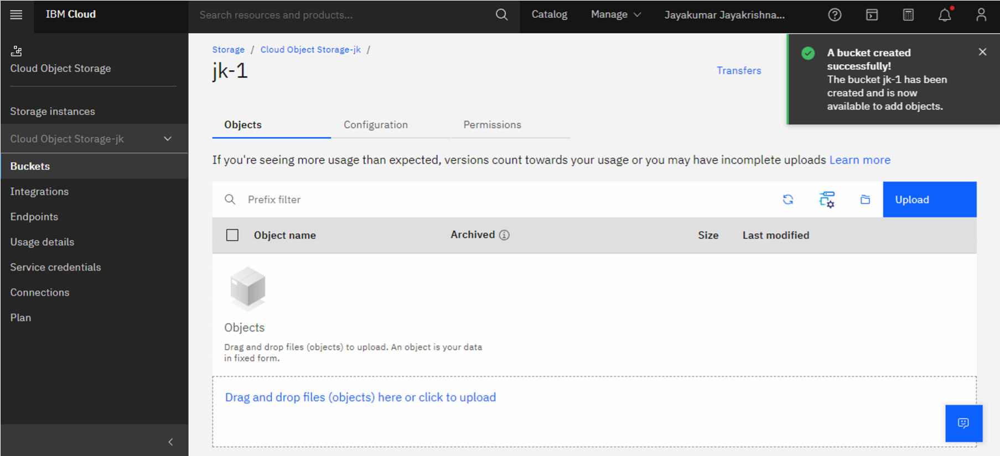 IBM Cloud
Search resources and products...
Catalog
Manage
Jayakumar Jayakrishna...
Cloud Object Storage
Storage instances
Cloud Object Storage-jk
Buckets
Integrations
Endpoints
Usage details
Service credentials
Connections
Plan
Storage / Cloud Object Storage-jk /
jk-1
Transfers
A bucket created
successfully!
The bucket jk-1 has been
created and is now
available to add objects.
Objects
Configuration
Permissions
If you're seeing more usage than expected, versions count towards your usage or you may have incomplete uploads Learn more
Prefix filter
Upload
Object name
Archived
Size
Last modified
Objects
Drag and drop files (objects) to upload. An object is your data
in fixed form.
Drag and drop files (objects) here or click to upload